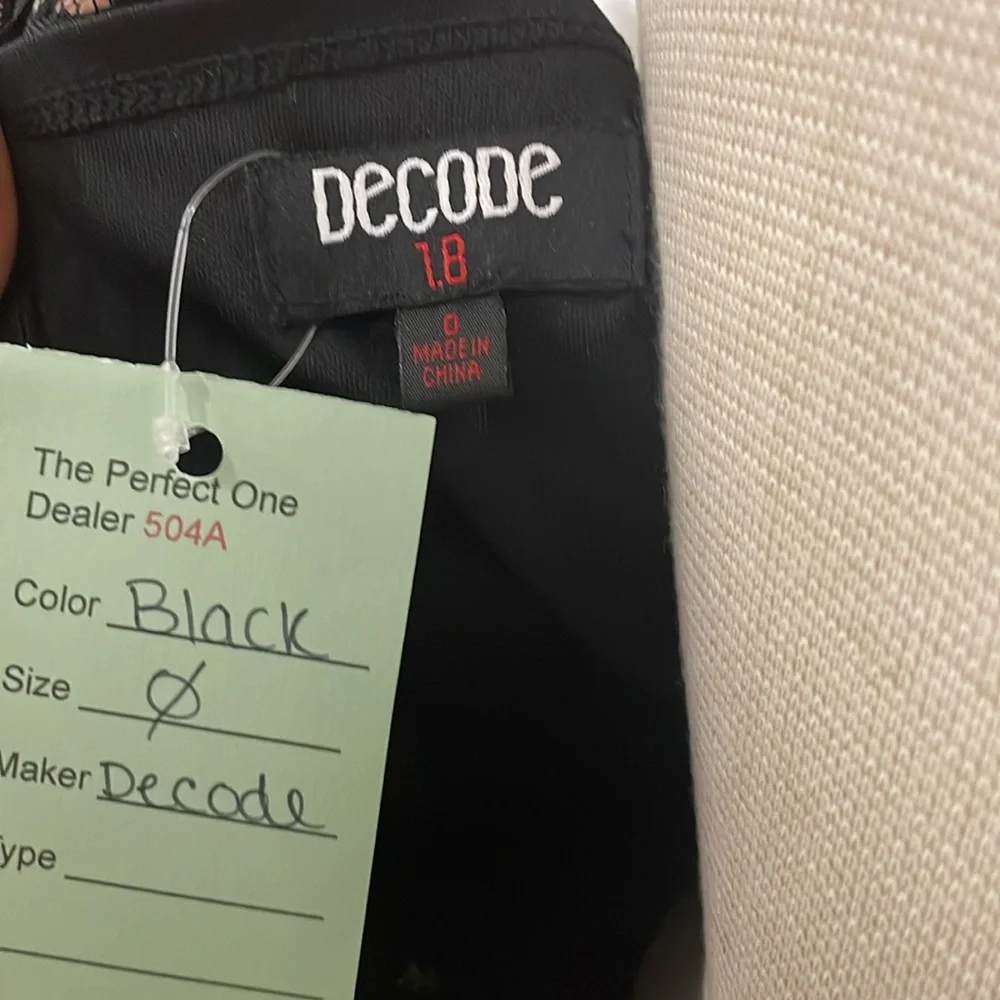 DECODE
1.8
0
MADE IN
CHINA
The Perfect One
Dealer 504A
Color Black
Size Ø
Maker Decode
ype